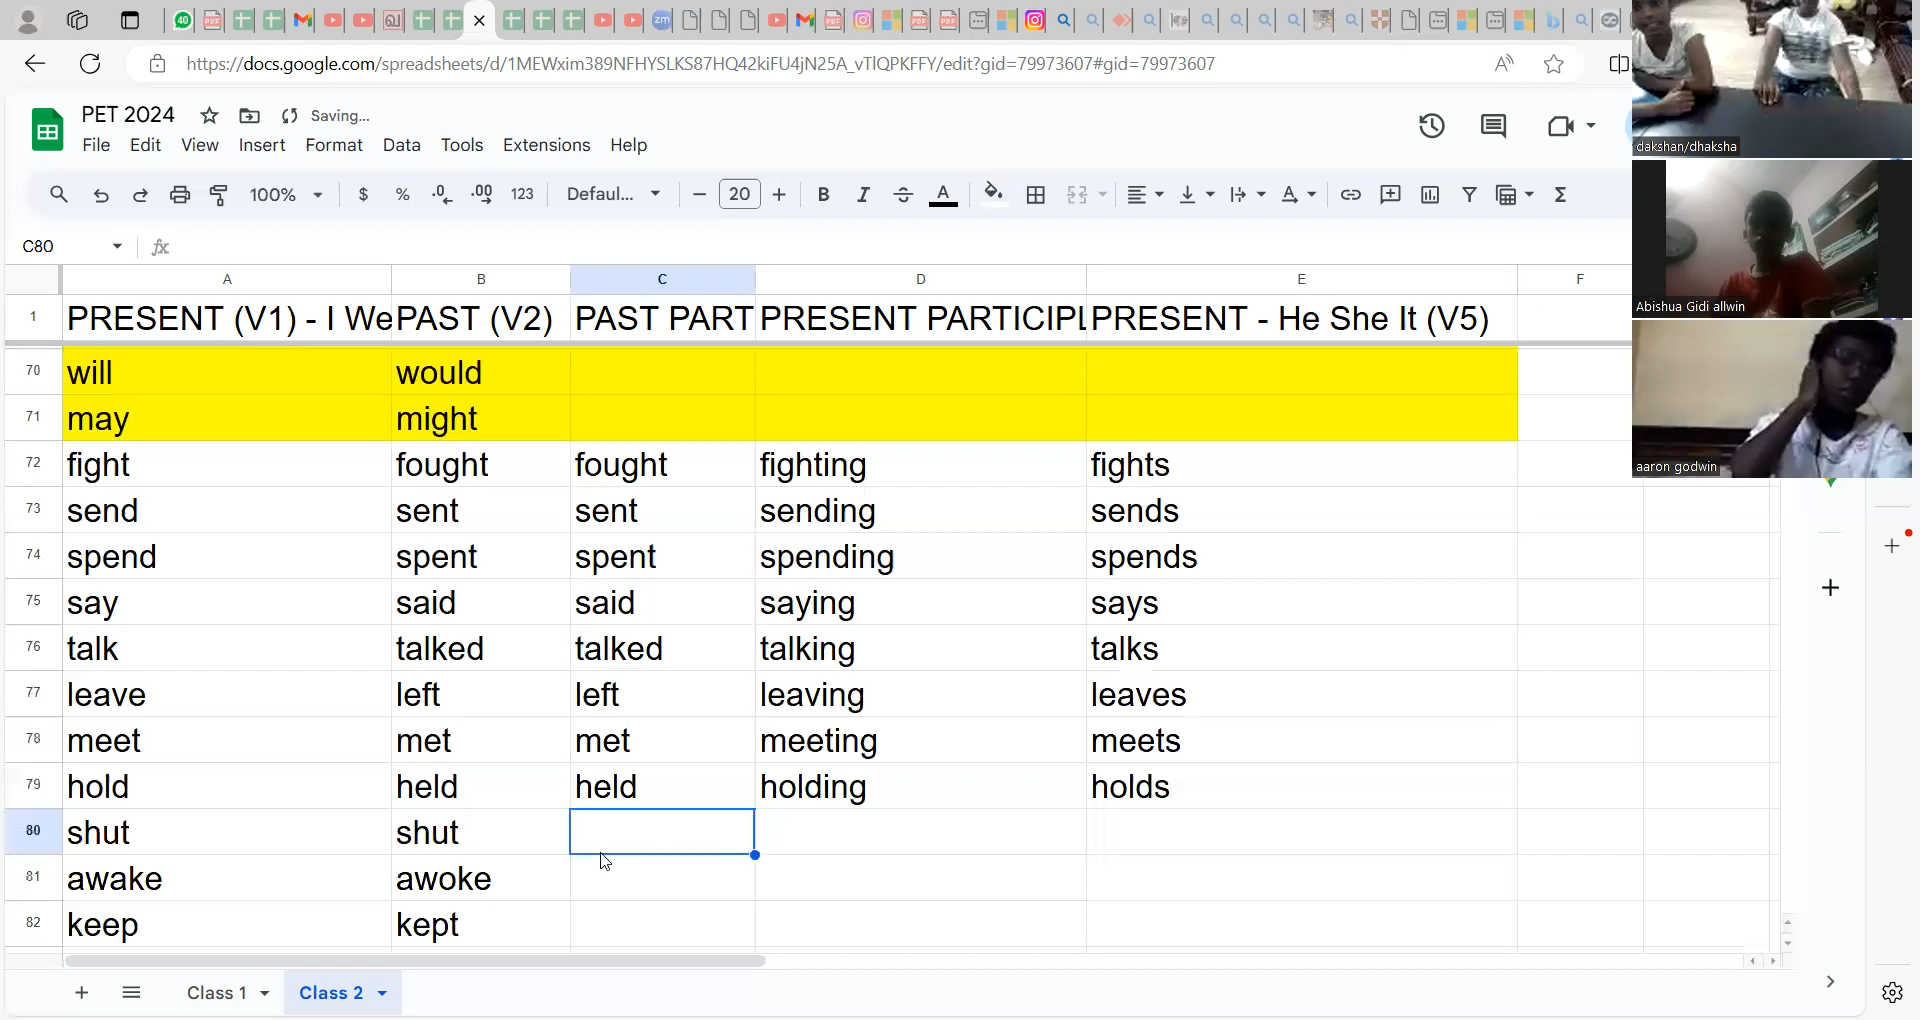 https://docs.google.com/spreadsheets/d/1MEWxim389NFHYSLKS87HQ42kiFU4jN25A_vTlQPKFFY/edit?gid=79973607#gid=79973607
PET 2024 Saving...
File Edit View Insert Format Data Tools Extensions Help
100% $ % .0 .00 123 Defaul... 20 B I A
C80 fx
A B C D E F
1 PRESENT (V1) - I We PAST (V2) PAST PART PRESENT PARTICIPL PRESENT - He She It (V5)
70 will would
71 may might
72 fight fought fought fighting fights
73 send sent sent sending sends
74 spend spent spent spending spends
75 say said said saying says
76 talk talked talked talking talks
77 leave left left leaving leaves
78 meet met met meeting meets
79 hold held held holding holds
80 shut shut
81 awake awoke
82 keep kept
Class 1 Class 2
dakshan/dhaksha
Abishua Gidi allwin
aaron godwin